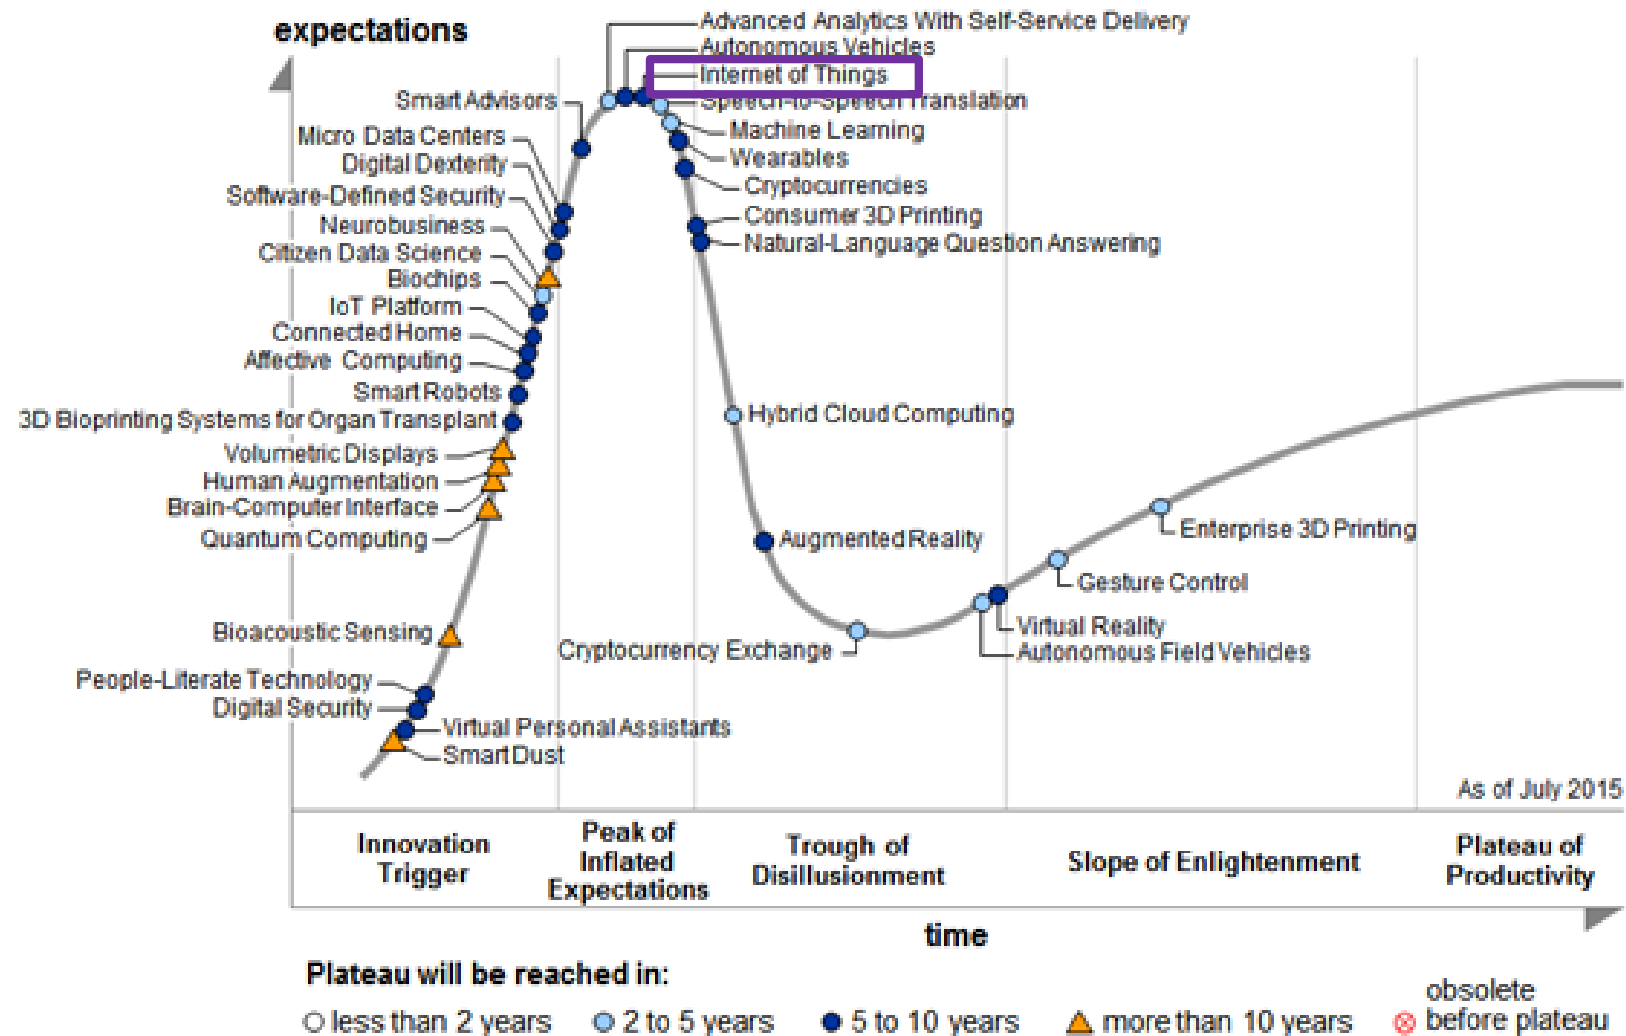 expectations
Advanced Analytics With Self-Service Delivery
Autonomous Vehicles
Internet of Things
Speech-to-Speech Translation
Machine Learning
Wearables
Cryptocurrencies
Consumer 3D Printing
Natural-Language Question Answering
Smart Advisors
Micro Data Centers
Digital Dexterity
Software-Defined Security
Neurobusiness
Citizen Data Science
Biochips
IoT Platform
Connected Home
Affective Computing
Smart Robots
3D Bioprinting Systems for Organ Transplant
Volumetric Displays
Human Augmentation
Brain-Computer Interface
Quantum Computing
Bioacoustic Sensing
People-Literate Technology
Digital Security
Virtual Personal Assistants
Smart Dust
Hybrid Cloud Computing
Augmented Reality
Cryptocurrency Exchange
Enterprise 3D Printing
Gesture Control
Virtual Reality
Autonomous Field Vehicles
As of July 2015
Innovation
Trigger
Peak of
Inflated
Expectations
Trough of
Disillusionment
Slope of Enlightenment
Plateau of
Productivity
time
Plateau will be reached in:
less than 2 years
2 to 5 years
5 to 10 years
more than 10 years
obsolete
before plateau